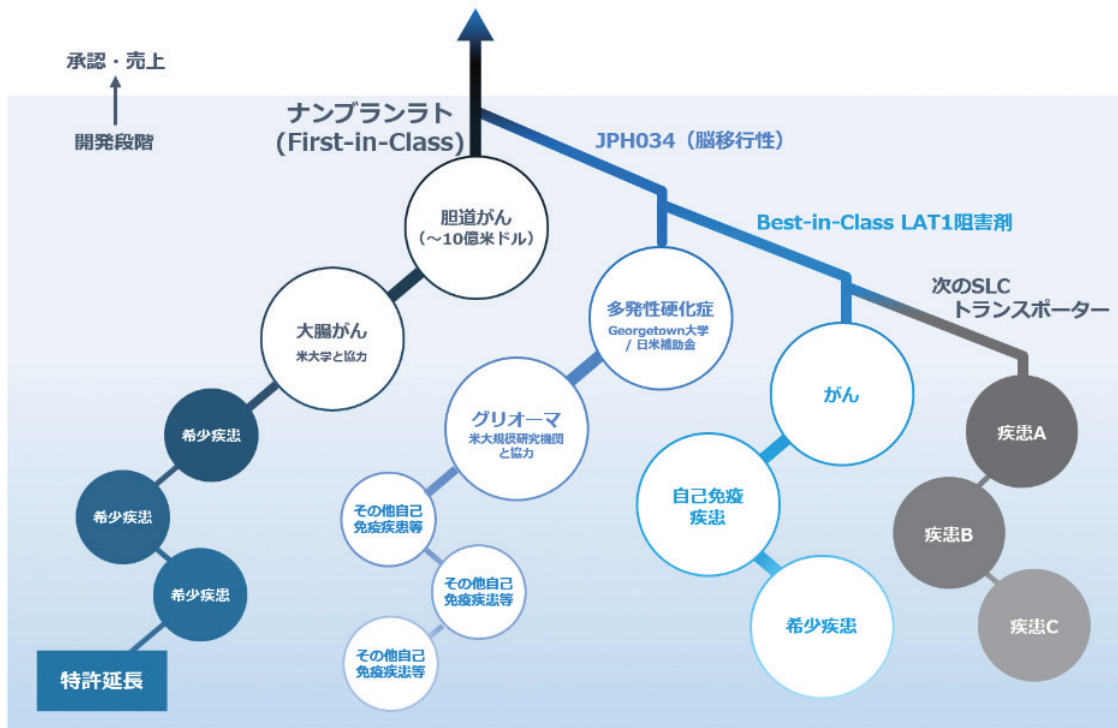 承認・売上
開発段階
ナンブランラト
(First-in-Class)
胆道がん
(～10億米ドル)
大腸がん
米大学と協力
希少疾患
希少疾患
希少疾患
特許延長
JPH034（脳移行性）
多発性硬化症
Georgetown大学
/ 日米補助金
グリオーマ
米大規模研究機関
と協力
その他自己
免疫疾患等
その他自己
免疫疾患等
その他自己
免疫疾患等
Best-in-Class LAT1阻害剤
がん
自己免疫
疾患
希少疾患
次のSLC
トランスポーター
疾患A
疾患B
疾患C